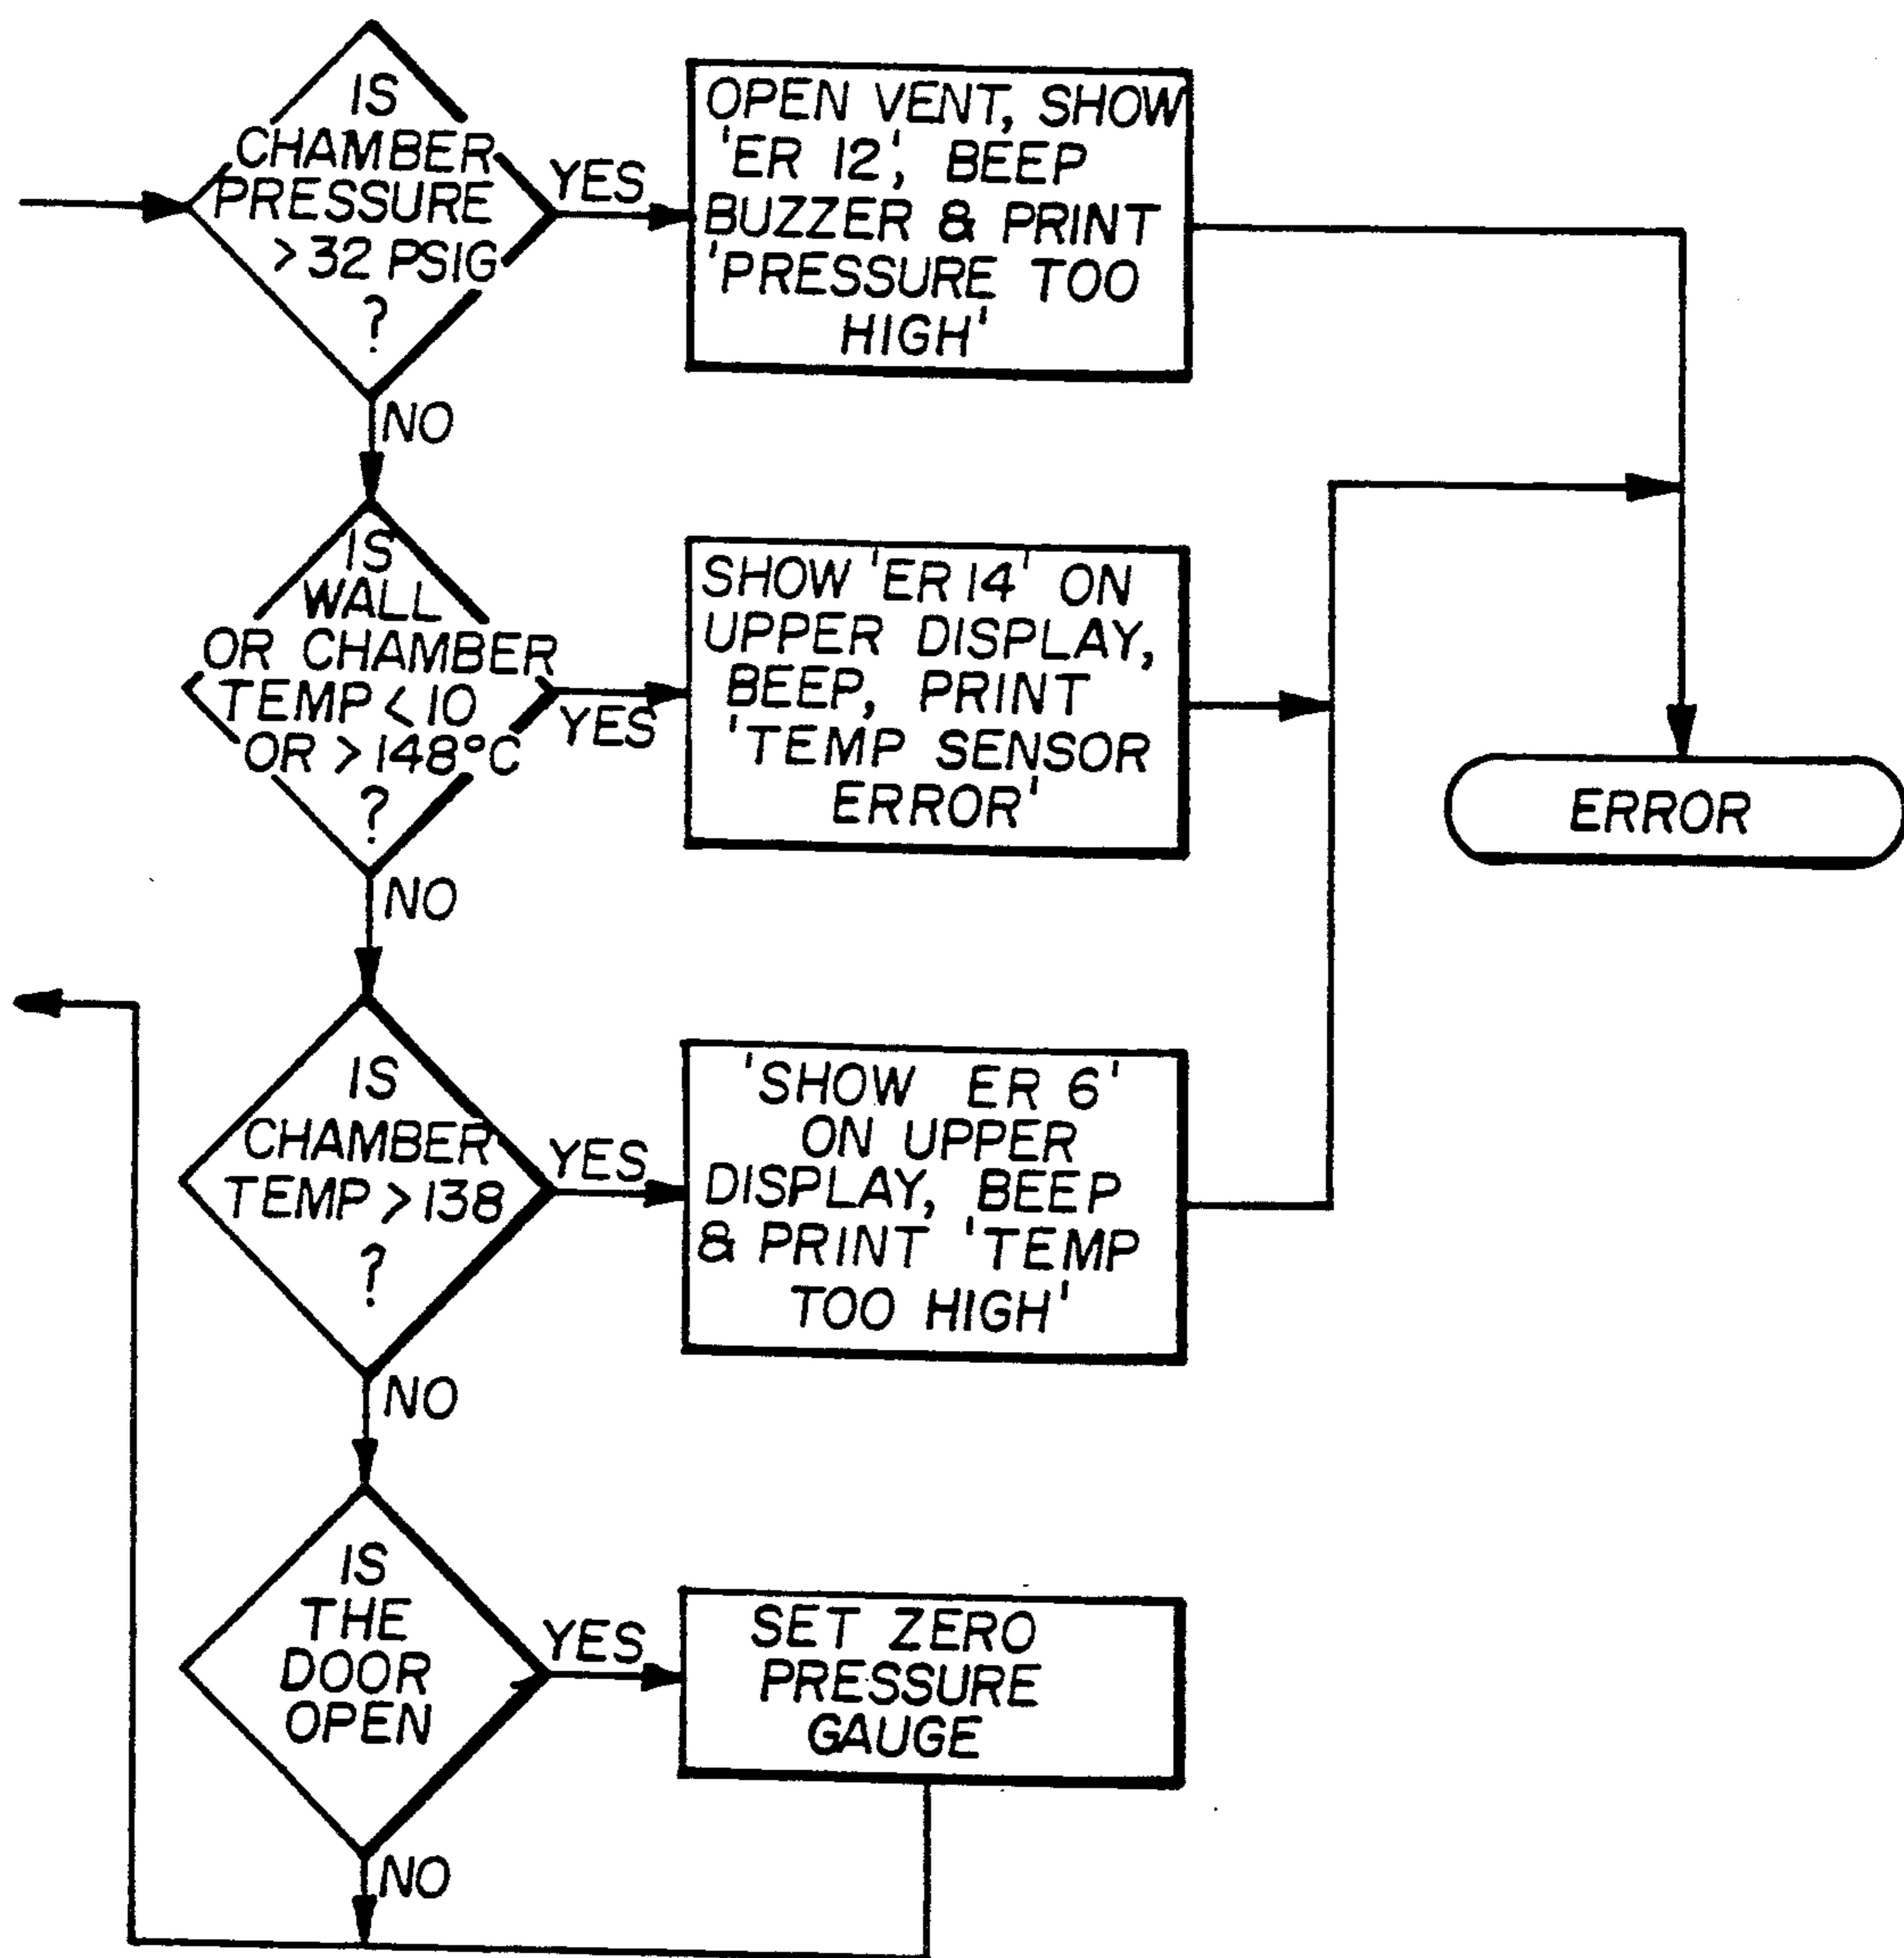 IS
CHAMBER
PRESSURE
>32 PSIG
?
YES
OPEN VENT, SHOW
'ER 12', BEEP
BUZZER & PRINT
'PRESSURE TOO
HIGH'
NO
IS
WALL
OR CHAMBER
TEMP <10
OR >148°C
?
YES
SHOW 'ER 14' ON
UPPER DISPLAY,
BEEP, PRINT
'TEMP SENSOR
ERROR'
ERROR
NO
IS
CHAMBER
TEMP >138
?
YES
'SHOW ER 6'
ON UPPER
DISPLAY, BEEP
& PRINT 'TEMP
TOO HIGH'
NO
IS
THE
DOOR
OPEN
YES
SET ZERO
PRESSURE
GAUGE
NO